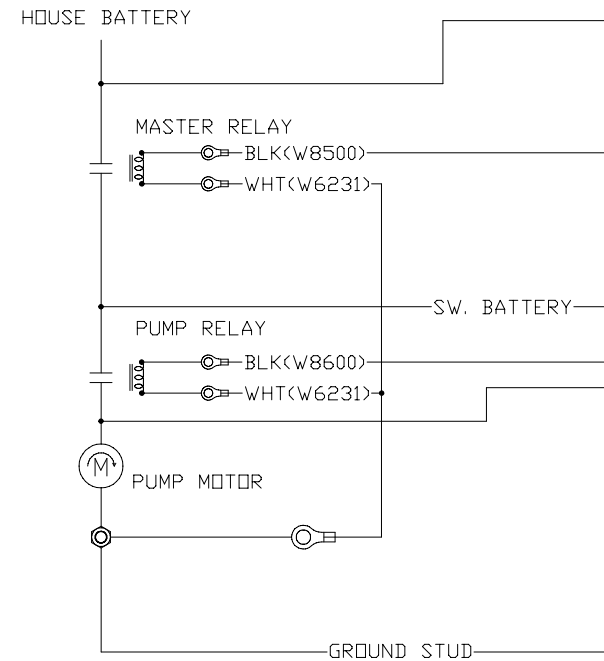 HOUSE BATTERY
MASTER RELAY
BLK(W8500)
WHT(W6231)
SW. BATTERY
PUMP RELAY
BLK(W8600)
WHT(W6231)
M
PUMP MOTOR
GROUND STUD